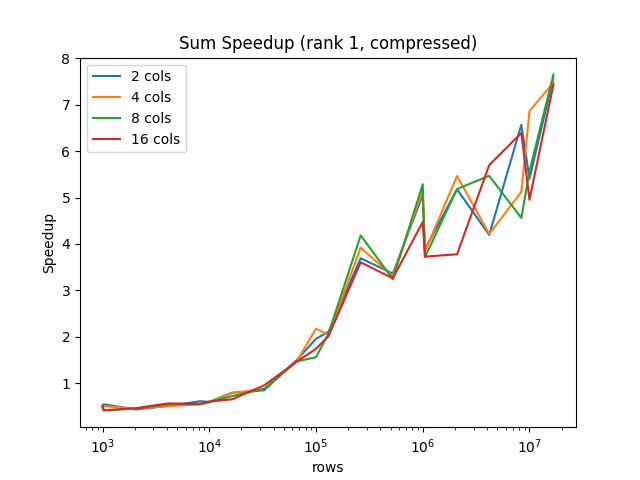 Sum Speedup (rank 1, compressed)
8
7
6
5
4
3
2
1
Speedup
2 cols
4 cols
8 cols
16 cols
10³
10⁴
10⁵
10⁶
10⁷
rows